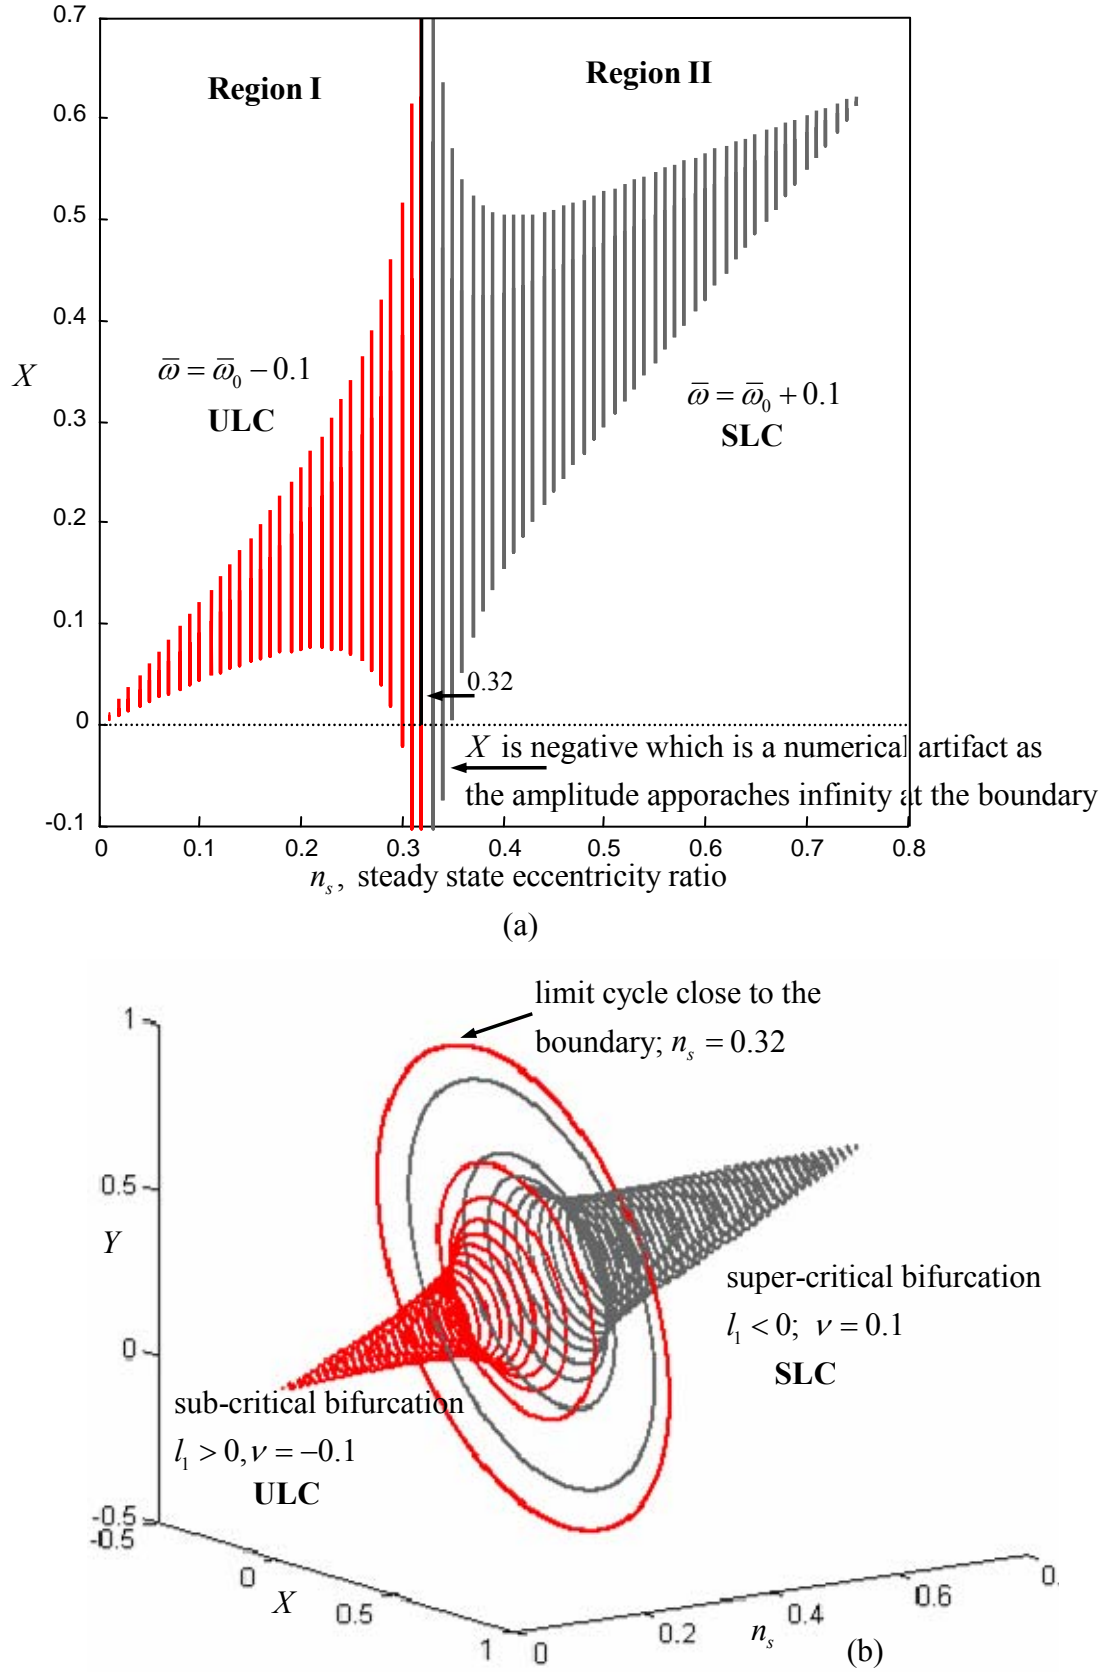 0.7
Region I
Region II
0.6
0.5
0.4
X
ω̄ = ω̄₀ − 0.1
ULC
ω̄ = ω̄₀ + 0.1
SLC
0.3
0.2
0.1
0.32
0
X is negative which is a numerical artifact as
the amplitude apporaches infinity at the boundary
-0.1
0 0.1 0.2 0.3 0.4 0.5 0.6 0.7 0.8
nₛ, steady state eccentricity ratio
(a)
limit cycle close to the
boundary; nₛ = 0.32
1
0.5
Y
super-critical bifurcation
l₁ < 0; ν = 0.1
SLC
0
sub-critical bifurcation
l₁ > 0, ν = −0.1
ULC
-0.5
-0.5
0
X
0.5
1
0
0.2
nₛ
0.4
0.6
0.
(b)